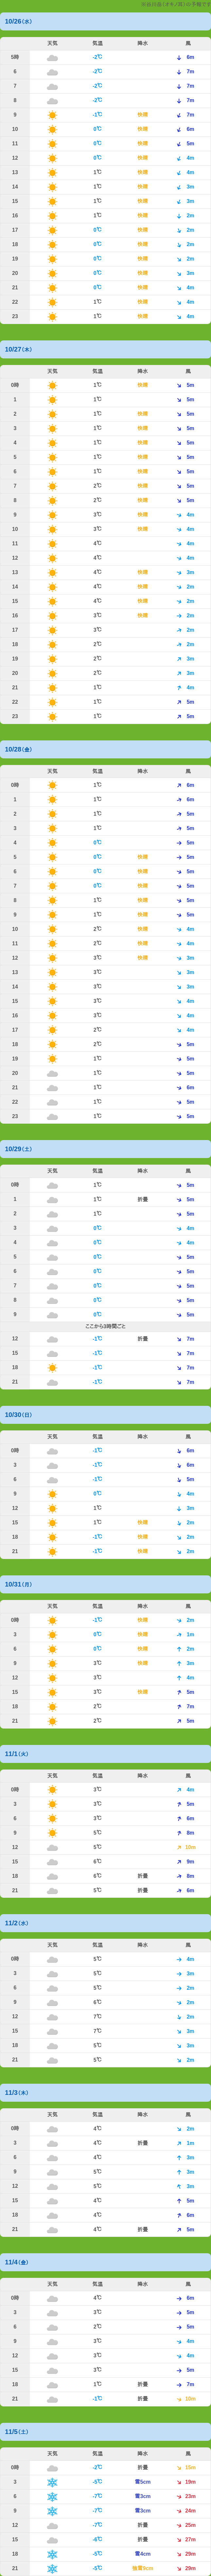 (オキノ耳)の予報です
10/26(水)
天気 気温 降水 風
5時 -2℃ 6m
6 -2℃ 7m
7 -2℃ 7m
8 -2℃ 7m
9 -1℃ 快晴 7m
10 0℃ 快晴 6m
11 0℃ 快晴 5m
12 0℃ 快晴 4m
13 1℃ 快晴 4m
14 1℃ 快晴 3m
15 1℃ 快晴 3m
16 1℃ 快晴 2m
17 0℃ 快晴 2m
18 0℃ 快晴 2m
19 0℃ 快晴 2m
20 0℃ 快晴 3m
21 0℃ 快晴 4m
22 1℃ 快晴 4m
23 1℃ 快晴 4m
10/27(木)
天気 気温 降水 風
0時 1℃ 快晴 5m
1 1℃ 快晴 5m
2 1℃ 快晴 5m
3 1℃ 快晴 5m
4 1℃ 快晴 5m
5 1℃ 快晴 5m
6 1℃ 快晴 5m
7 2℃ 快晴 5m
8 2℃ 快晴 5m
9 3℃ 快晴 4m
10 3℃ 快晴 4m
11 4℃ 4m
12 4℃ 4m
13 4℃ 快晴 3m
14 4℃ 快晴 2m
15 4℃ 快晴 2m
16 3℃ 快晴 2m
17 3℃ 2m
18 2℃ 2m
19 2℃ 3m
20 2℃ 3m
21 1℃ 4m
22 1℃ 5m
23 1℃ 5m
10/28(金)
天気 気温 降水 風
0時 1℃ 6m
1 1℃ 6m
2 1℃ 5m
3 1℃ 5m
4 0℃ 5m
5 0℃ 快晴 5m
6 0℃ 快晴 5m
7 0℃ 快晴 5m
8 1℃ 快晴 5m
9 1℃ 快晴 5m
10 2℃ 快晴 4m
11 2℃ 快晴 4m
12 3℃ 快晴 3m
13 3℃ 3m
14 3℃ 3m
15 3℃ 4m
16 3℃ 4m
17 2℃ 4m
18 2℃ 5m
19 1℃ 5m
20 1℃ 5m
21 1℃ 6m
22 1℃ 5m
23 1℃ 5m
10/29(土)
天気 気温 降水 風
0時 1℃ 5m
1 1℃ 折畳 5m
2 1℃ 5m
3 0℃ 4m
4 0℃ 4m
5 0℃ 5m
6 0℃ 5m
7 0℃ 5m
8 0℃ 5m
9 0℃ 5m
ここから3時間ごと
12 -1℃ 折畳 7m
15 -1℃ 7m
18 -1℃ 7m
21 -1℃ 7m
10/30(日)
天気 気温 降水 風
0時 -1℃ 6m
3 -1℃ 6m
6 -1℃ 5m
9 0℃ 4m
12 1℃ 3m
15 1℃ 快晴 2m
18 -1℃ 快晴 2m
21 -1℃ 快晴 2m
10/31(月)
天気 気温 降水 風
0時 -1℃ 快晴 2m
3 0℃ 快晴 1m
6 0℃ 快晴 2m
9 3℃ 快晴 3m
12 3℃ 4m
15 3℃ 快晴 5m
18 2℃ 7m
21 2℃ 5m
11/1(火)
天気 気温 降水 風
0時 3℃ 4m
3 3℃ 5m
6 3℃ 6m
9 5℃ 8m
12 5℃ 10m
15 6℃ 9m
18 6℃ 折畳 8m
21 5℃ 折畳 6m
11/2(水)
天気 気温 降水 風
0時 5℃ 4m
3 5℃ 3m
6 5℃ 2m
9 6℃ 2m
12 7℃ 2m
15 7℃ 3m
18 5℃ 3m
21 5℃ 2m
11/3(木)
天気 気温 降水 風
0時 4℃ 2m
3 4℃ 折畳 1m
6 4℃ 3m
9 5℃ 3m
12 5℃ 3m
15 4℃ 5m
18 4℃ 6m
21 4℃ 折畳 5m
11/4(金)
天気 気温 降水 風
0時 4℃ 6m
3 3℃ 5m
6 2℃ 5m
9 3℃ 4m
12 3℃ 4m
15 3℃ 5m
18 1℃ 折畳 7m
21 -1℃ 折畳 10m
11/5(土)
天気 気温 降水 風
0時 -2℃ 折畳 15m
3 -5℃ 雪5cm 19m
6 -7℃ 雪3cm 23m
9 -7℃ 雪3cm 24m
12 -7℃ 折畳 25m
15 -6℃ 折畳 27m
18 -5℃ 雪4cm 29m
21 -5℃ 強雪9cm 29m